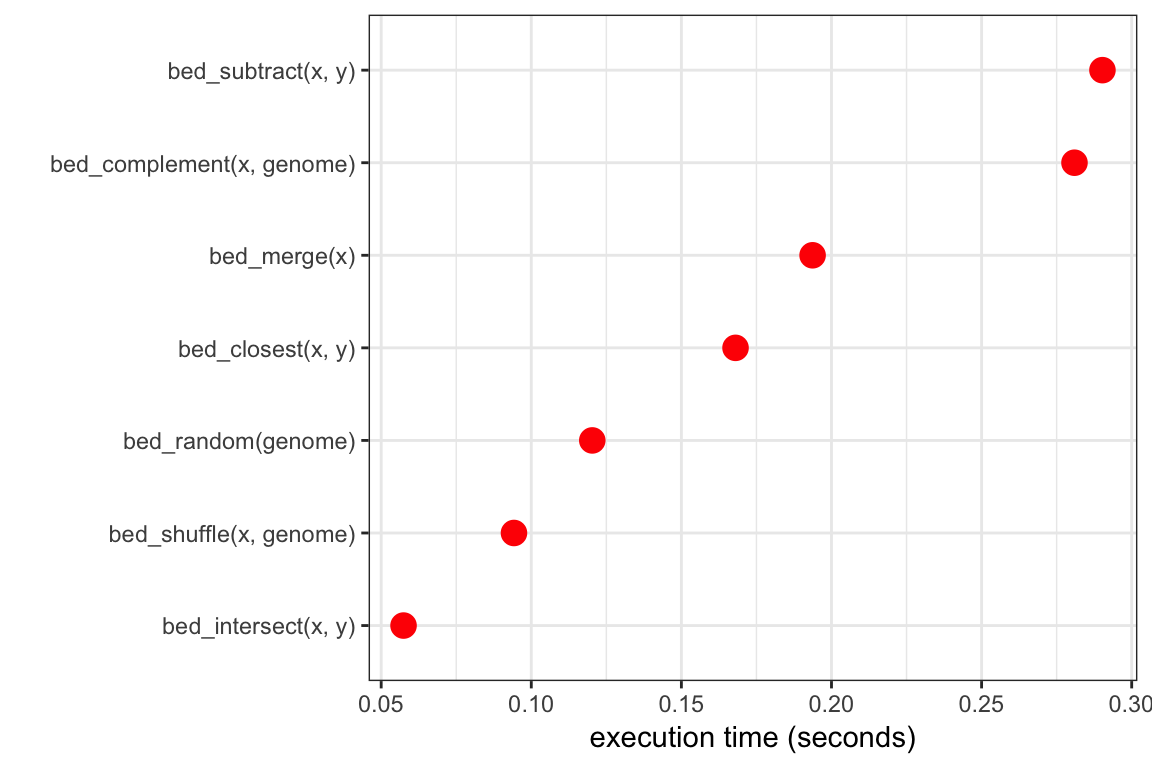 bed_subtract(x, y)
bed_complement(x, genome)
bed_merge(x)
bed_closest(x, y)
bed_random(genome)
bed_shuffle(x, genome)
bed_intersect(x, y)
0.05 0.10 0.15 0.20 0.25 0.30
execution time (seconds)